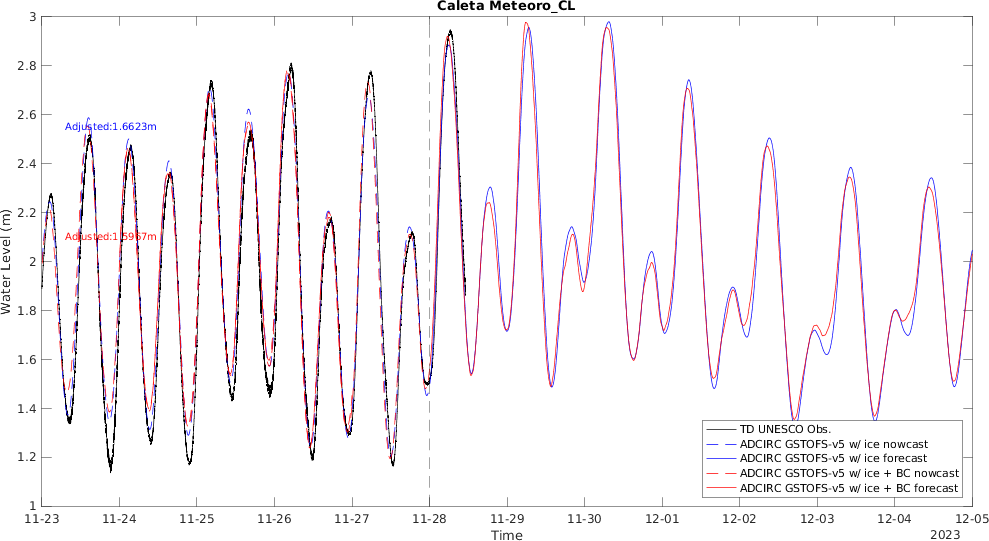 Caleta Meteoro_CL
3
2.8
2.6
2.4
2.2
2
1.8
1.6
1.4
1.2
1
Water Level (m)
Adjusted:1.6623m
Adjusted:1.5967m
TD UNESCO Obs.
ADCIRC GSTOFS-v5 w/ ice nowcast
ADCIRC GSTOFS-v5 w/ ice forecast
ADCIRC GSTOFS-v5 w/ ice + BC nowcast
ADCIRC GSTOFS-v5 w/ ice + BC forecast
11-23 11-24 11-25 11-26 11-27 11-28 11-29 11-30 12-01 12-02 12-03 12-04 12-05
Time
2023